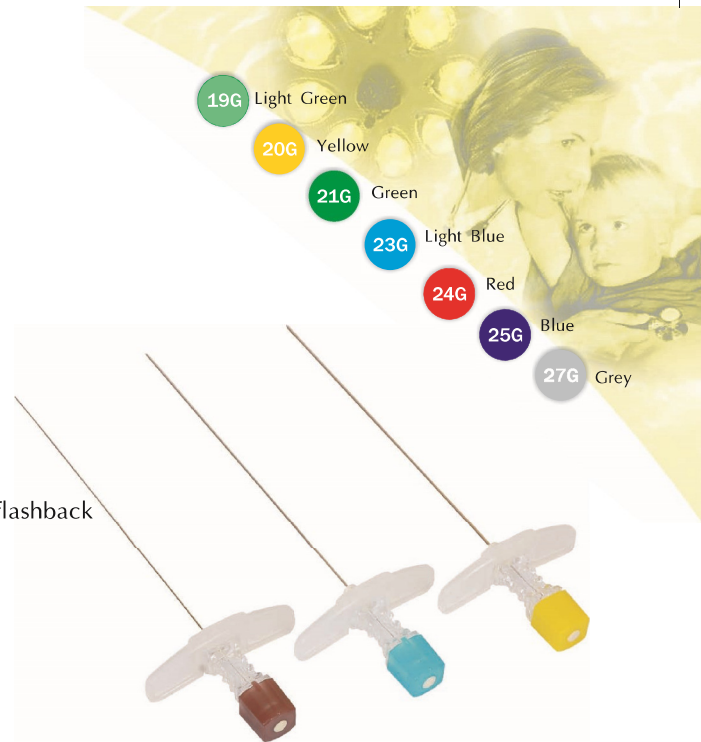 19G Light Green
20G Yellow
21G Green
23G Light Blue
24G Red
25G Blue
27G Grey
flashback